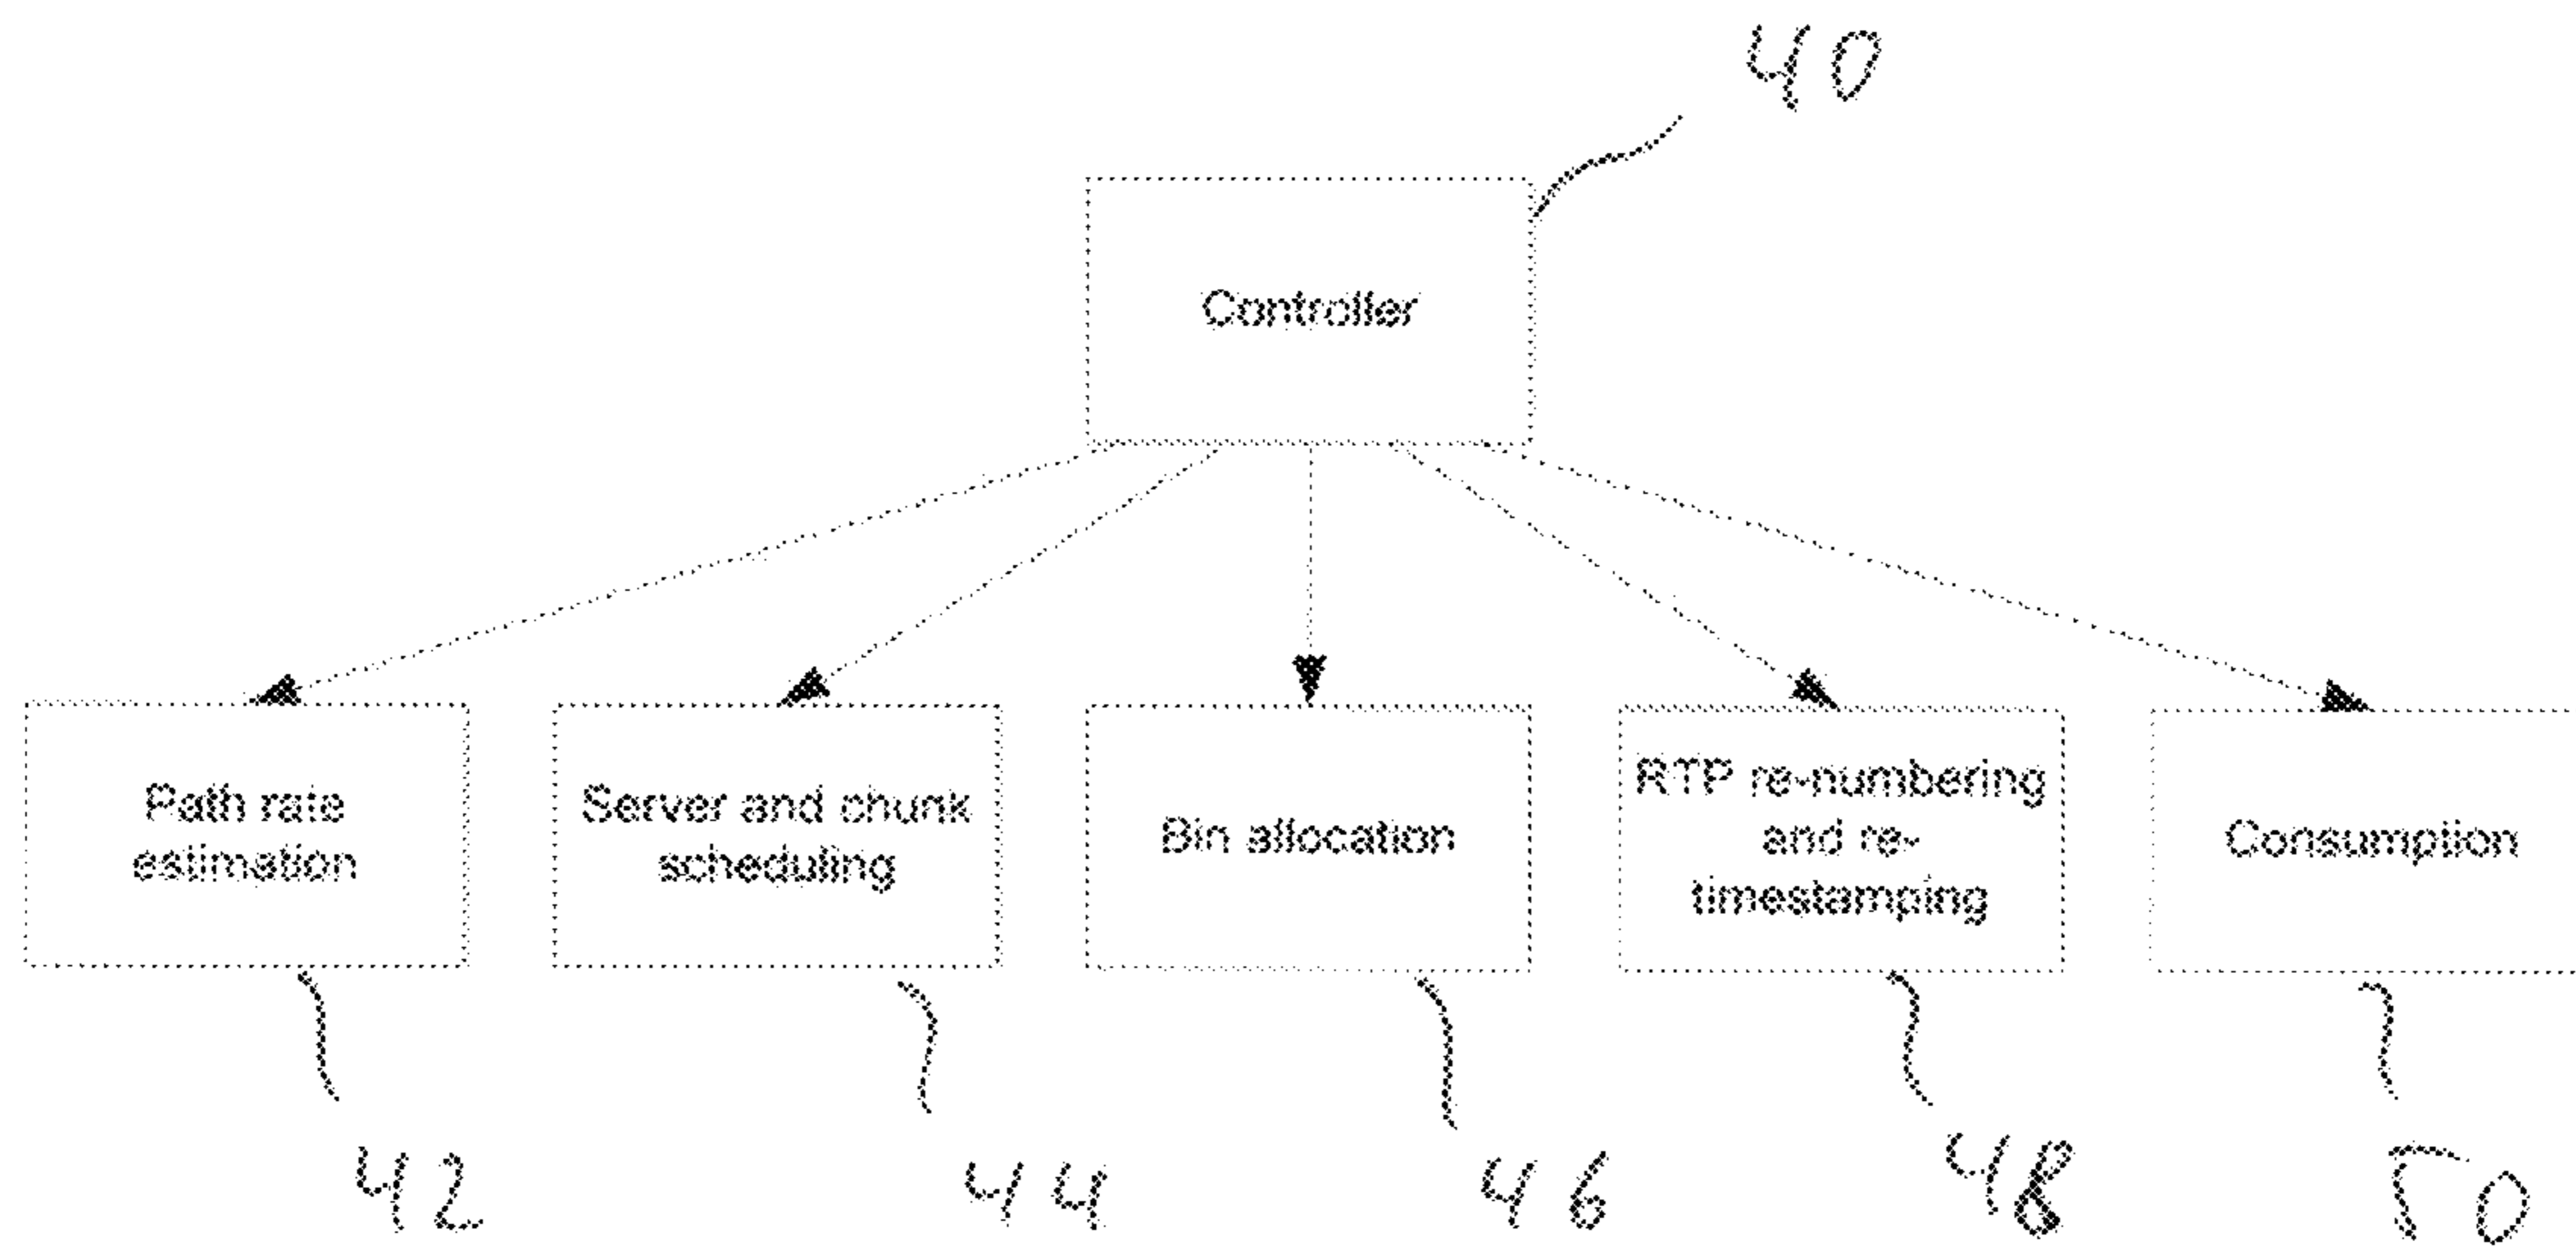 40
Controller
Path rate
estimation
Server and chunk
scheduling
Bin allocation
RTP re-numbering
and re-
timestamping
Consumption
42
44
46
48
50